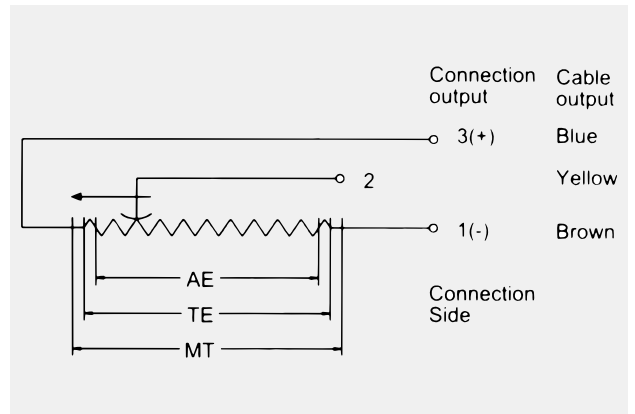 Connection Cable
output output
3(+) Blue
2 Yellow
1(-) Brown
AE
TE
MT
Connection
Side